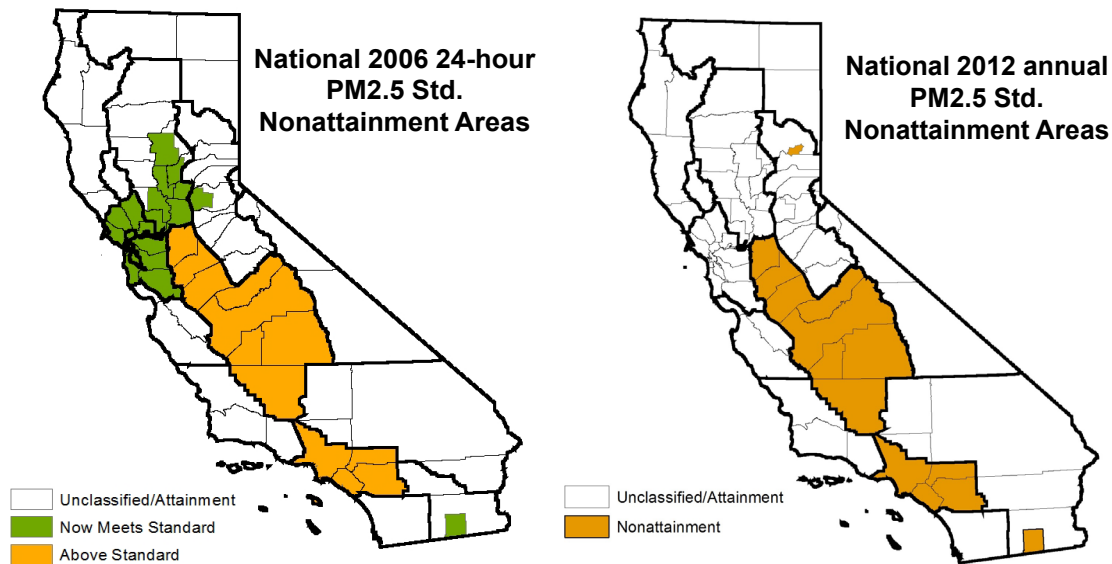 National 2006 24-hour
PM2.5 Std.
Nonattainment Areas
Unclassified/Attainment
Now Meets Standard
Above Standard
National 2012 annual
PM2.5 Std.
Nonattainment Areas
Unclassified/Attainment
Nonattainment